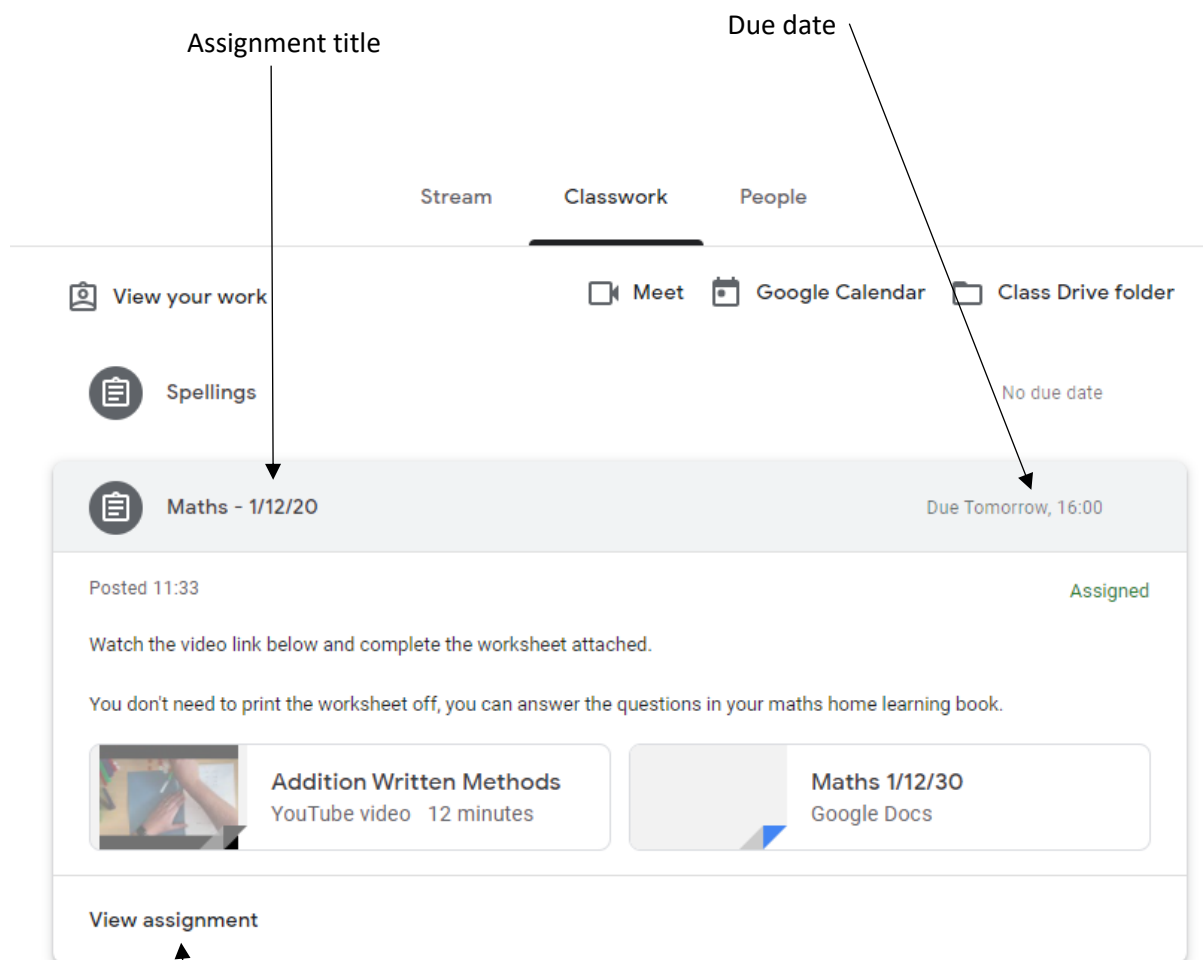 Assignment title
Due date
Stream Classwork People
View your work
Meet Google Calendar Class Drive folder
Spellings
No due date
Maths - 1/12/20
Due Tomorrow, 16:00
Posted 11:33
Assigned
Watch the video link below and complete the worksheet attached.
You don't need to print the worksheet off, you can answer the questions in your maths home learning book.
Addition Written Methods
YouTube video 12 minutes
Maths 1/12/30
Google Docs
View assignment